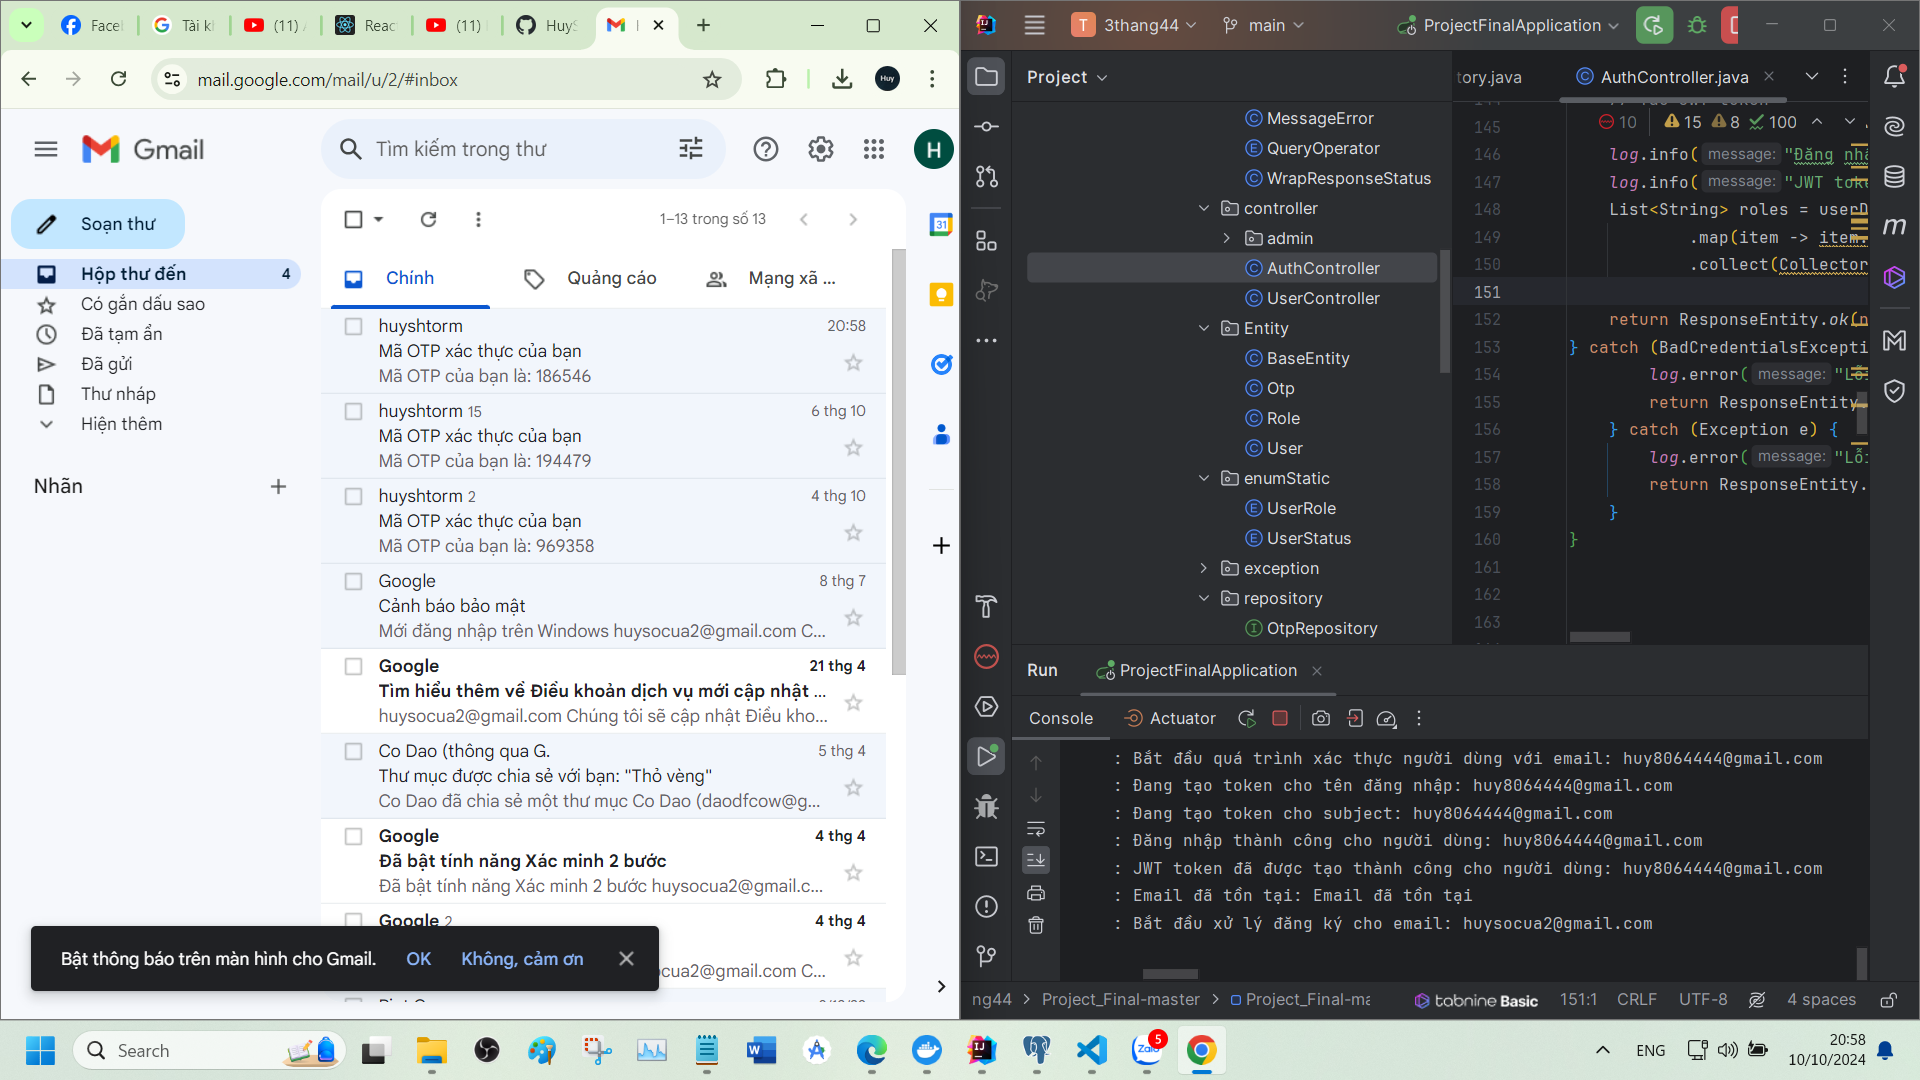 Faceb
Tài kh
(11) A
Reac
(11)
HuyS
mail.google.com/mail/u/2/#inbox
Huy
Gmail
Tìm kiếm trong thư
H
Soạn thư
Hộp thư đến 4
Có gắn dấu sao
Đã tạm ẩn
Đã gửi
Thư nháp
Hiện thêm
Nhãn
1–13 trong số 13
Chính
Quảng cáo
Mạng xã ...
31
huyshtorm 20:58
Mã OTP xác thực của bạn
Mã OTP của bạn là: 186546
huyshtorm 15 6 thg 10
Mã OTP xác thực của bạn
Mã OTP của bạn là: 194479
huyshtorm 2 4 thg 10
Mã OTP xác thực của bạn
Mã OTP của bạn là: 969358
Google 8 thg 7
Cảnh báo bảo mật
Mới đăng nhập trên Windows huysocua2@gmail.com C...
Google 21 thg 4
Tìm hiểu thêm về Điều khoản dịch vụ mới cập nhật ...
huysocua2@gmail.com Chúng tôi sẽ cập nhật Điều kho...
Co Dao (thông qua G. 5 thg 4
Thư mục được chia sẻ với bạn: "Thỏ vèng"
Co Dao đã chia sẻ một thư mục Co Dao (daodfcow@g...
Google 4 thg 4
Đã bật tính năng Xác minh 2 bước
Đã bật tính năng Xác minh 2 bước huysocua2@gmail.c...
Google 2 4 thg 4
cua2@gmail.com C...
Bật thông báo trên màn hình cho Gmail. OK Không, cảm ơn
T 3thang44 main ProjectFinalApplication
Project
MessageError
QueryOperator
WrapResponseStatus
controller
admin
AuthController
UserController
Entity
BaseEntity
Otp
Role
User
enumStatic
UserRole
UserStatus
exception
repository
OtpRepository
tory.java AuthController.java
10 15 8 100
145
146 log.info( message: "Đăng nhậ
147 log.info( message: "JWT toke
148 List<String> roles = userD
149 .map(item -> item.
150 .collect(Collector
151
152 return ResponseEntity.ok(n
153 } catch (BadCredentialsExcepti
154 log.error( message: "Lỗi
155 return ResponseEntity.
156 } catch (Exception e) {
157 log.error( message: "Lỗi
158 return ResponseEntity.
159 }
160 }
161
162
163
Run ProjectFinalApplication
Console Actuator
: Bắt đầu quá trình xác thực người dùng với email: huy8064444@gmail.com
: Đang tạo token cho tên đăng nhập: huy8064444@gmail.com
: Đang tạo token cho subject: huy8064444@gmail.com
: Đăng nhập thành công cho người dùng: huy8064444@gmail.com
: JWT token đã được tạo thành công cho người dùng: huy8064444@gmail.com
: Email đã tồn tại: Email đã tồn tại
: Bắt đầu xử lý đăng ký cho email: huysocua2@gmail.com
ng44 > Project_Final-master > Project_Final-ma tabnine Basic 151:1 CRLF UTF-8 4 spaces
Search
Zalo 5
ENG
20:58
10/10/2024